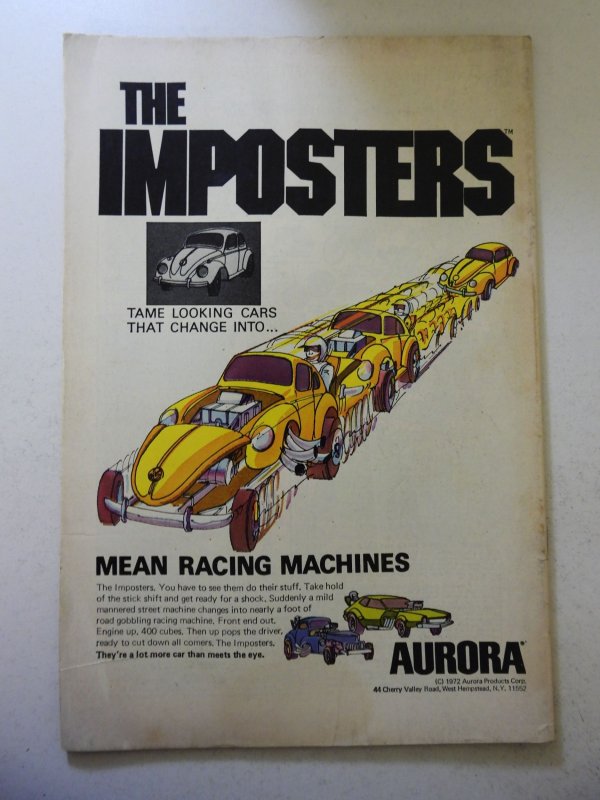 THE
IMPOSTERS™
TAME LOOKING CARS
THAT CHANGE INTO...
MEAN RACING MACHINES
The Imposters. You have to see them do their stuff. Take hold
of the stick shift and get ready for a shock. Suddenly a mild
mannered street machine changes into nearly a foot of
road gobbling racing machine. Front end out.
Engine up, 400 cubes. Then up pops the driver,
ready to cut down all comers. The Imposters.
They're a lot more car than meets the eye.
AURORA®
(C) 1972 Aurora Products Corp.
44 Cherry Valley Road, West Hempstead, N.Y. 11552